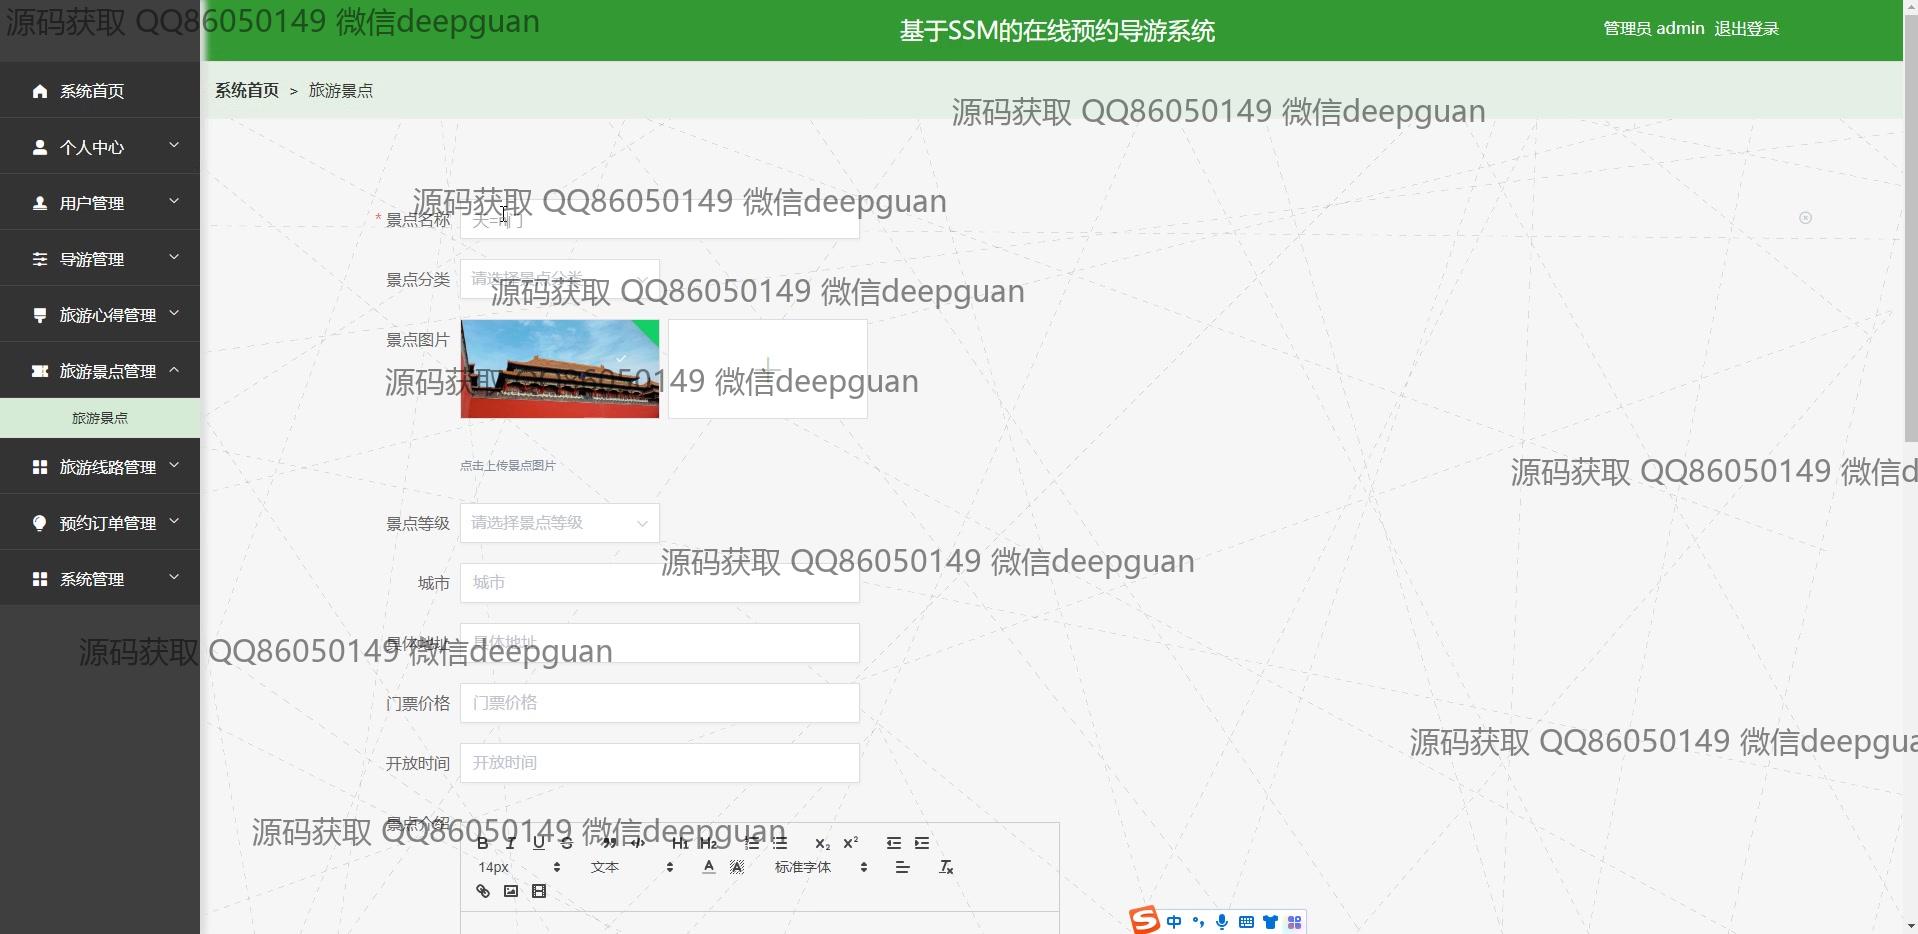 源码获取 QQ86050149 微信deepguan
基于SSM的在线预约导游系统
管理员 admin 退出登录
系统首页
个人中心
用户管理
导游管理
旅游心得管理
旅游景点管理
旅游景点
旅游线路管理
预约订单管理
系统管理
系统首页 > 旅游景点
源码获取 QQ86050149 微信deepguan
源码获取 QQ86050149 微信deepguan
* 景点名称
景点分类 请选择景点分类
源码获取 QQ86050149 微信deepguan
景点图片
源码获取 QQ86050149 微信deepguan
点击上传景点图片
源码获取 QQ86050149 微信d
景点等级 请选择景点等级
源码获取 QQ86050149 微信deepguan
城市 城市
具体地址 具体地址
源码获取 QQ86050149 微信deepguan
门票价格 门票价格
源码获取 QQ86050149 微信deepgua
开放时间 开放时间
景点介绍
源码获取 QQ86050149 微信deepguan
B I U S H1 H2 X2 X2
14px 文本 A A 标准字体 Tx
S 中